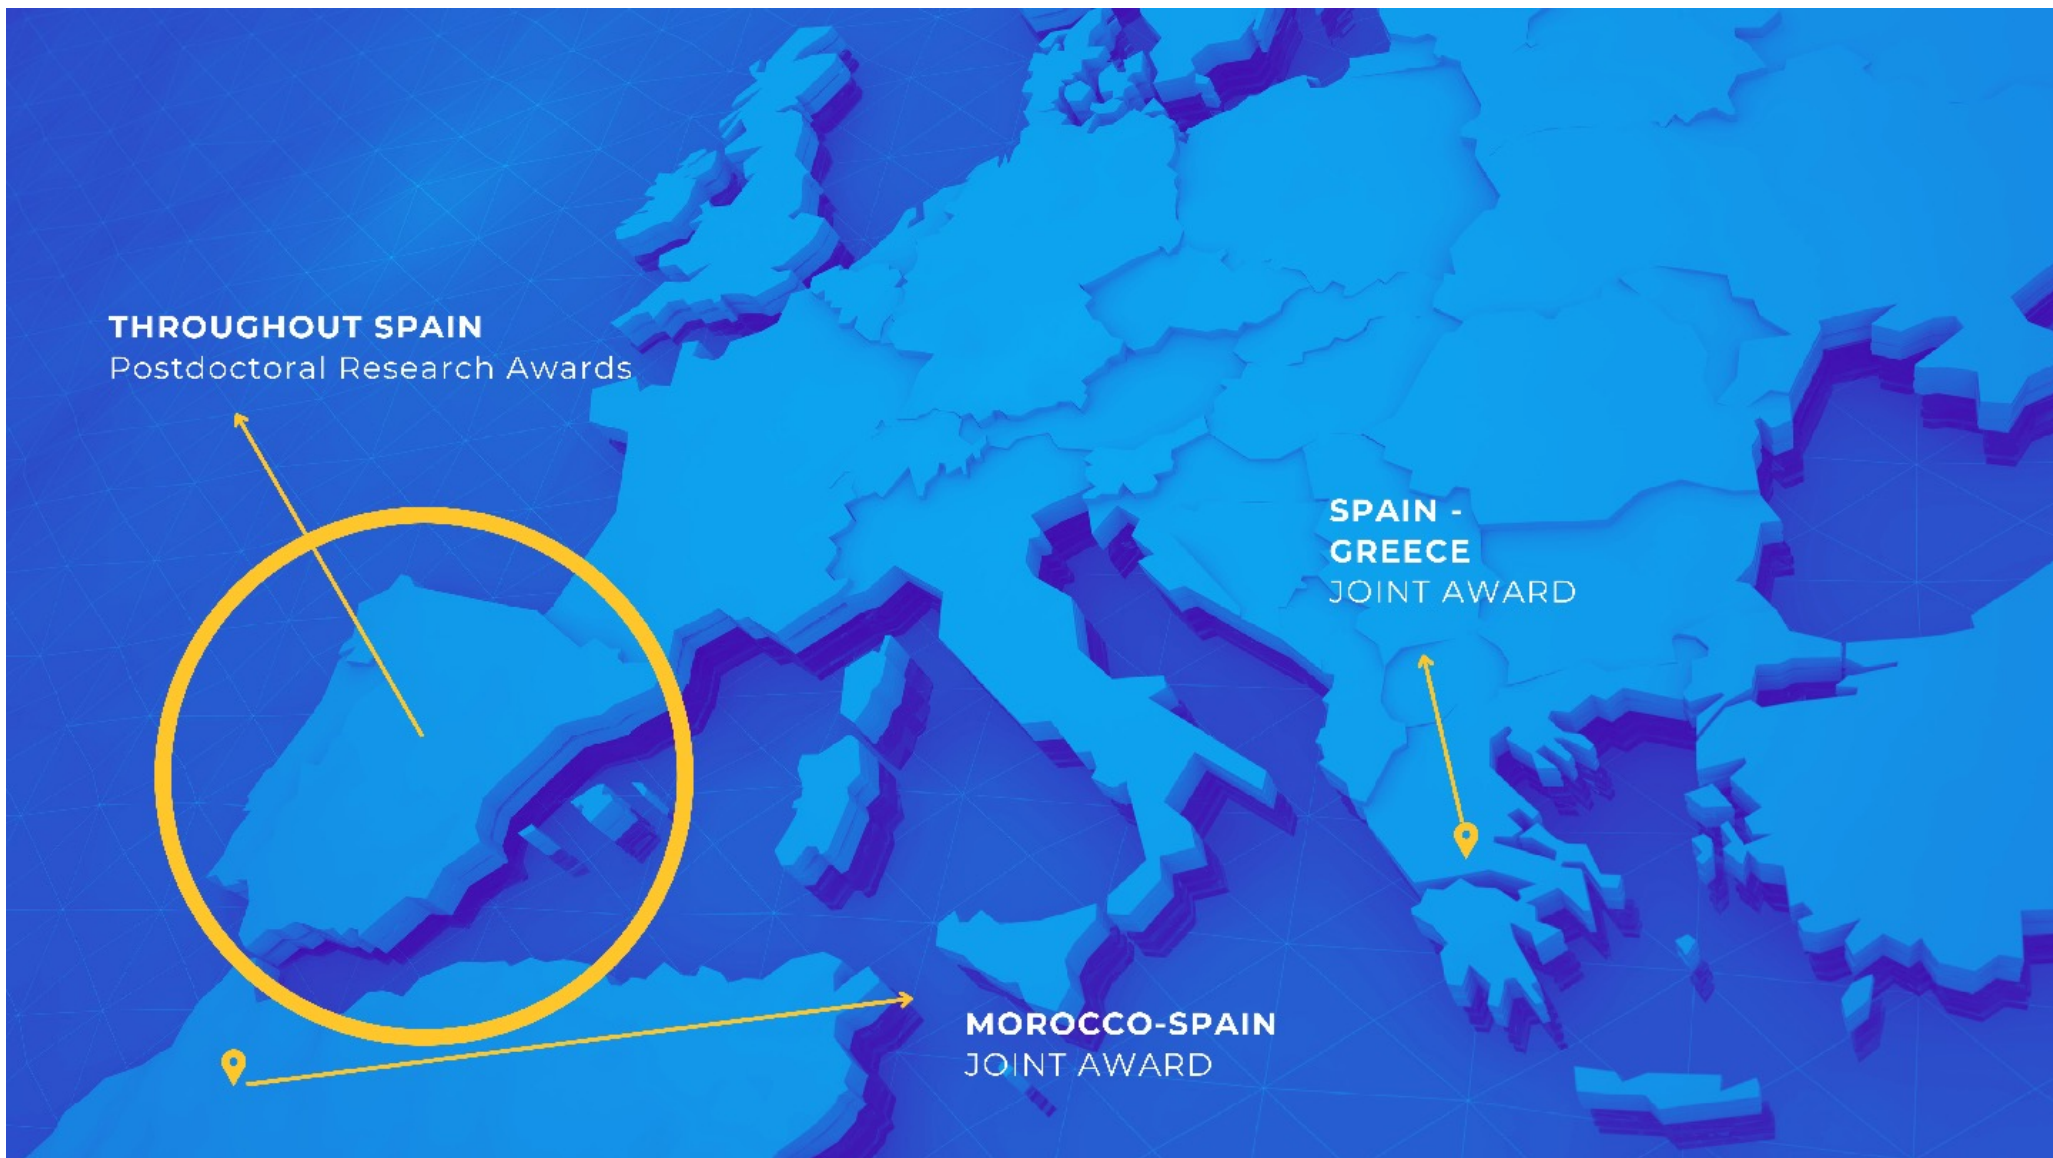 THROUGHOUT SPAIN
Postdoctoral Research Awards
SPAIN -
GREECE
JOINT AWARD
MOROCCO-SPAIN
JOINT AWARD